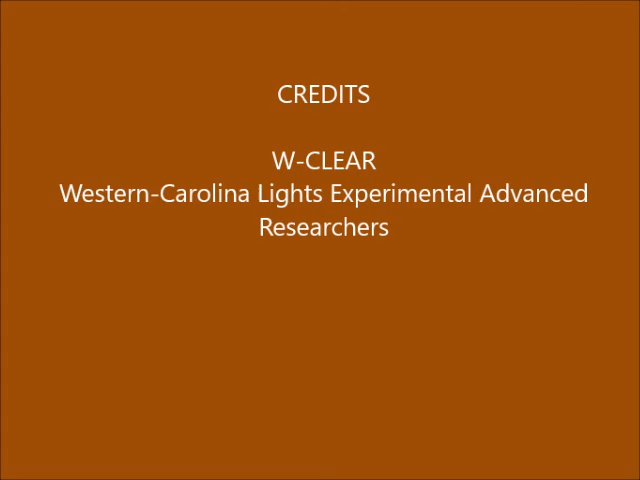 CREDITS
W-CLEAR
Western-Carolina Lights Experimental Advanced
Researchers